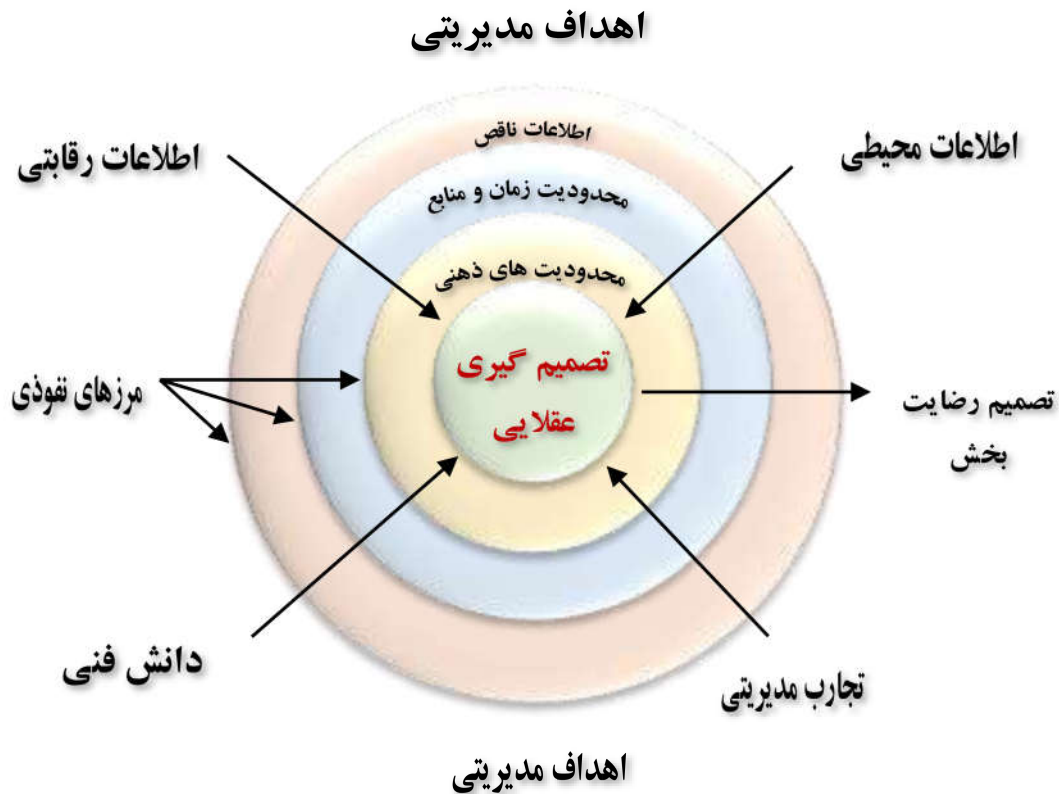 اهداف مدیریتی
اطلاعات ناقص
اطلاعات محیطی
اطلاعات رقابتی
محدودیت زمان و منابع
محدودیت های ذهنی
تصمیم گیری
عقلایی
مرزهای نفوذی
تصمیم رضایت
بخش
دانش فنی
تجارب مدیریتی
اهداف مدیریتی